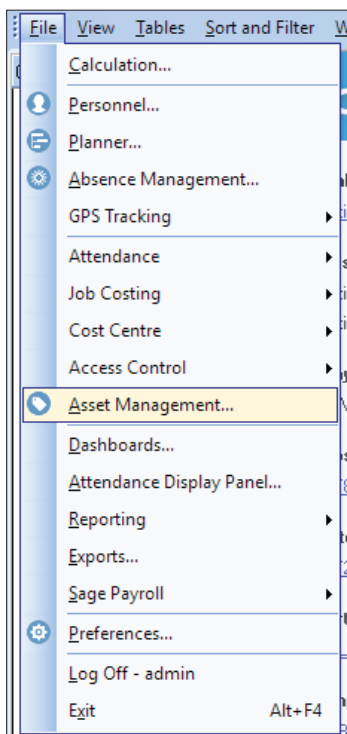 File View Tables Sort and Filter
Calculation...
Personnel...
Planner...
Absence Management...
GPS Tracking
Attendance
Job Costing
Cost Centre
Access Control
Asset Management...
Dashboards...
Attendance Display Panel...
Reporting
Exports...
Sage Payroll
Preferences...
Log Off - admin
Exit Alt+F4